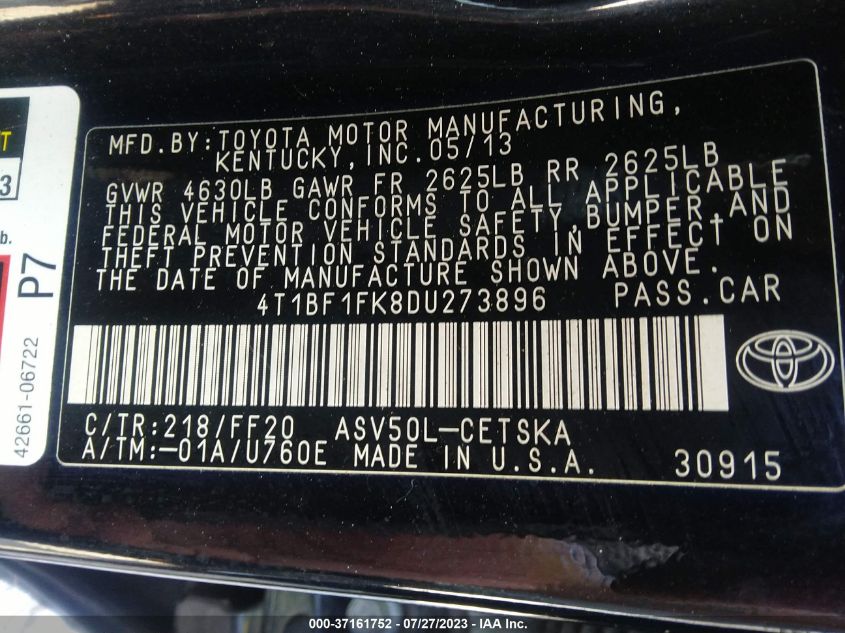 MFD.BY:TOYOTA MOTOR MANUFACTURING,
KENTUCKY,INC.05/13
GVWR 4630LB GAWR FR 2625LB RR 2625LB
THIS VEHICLE CONFORMS TO ALL APPLICABLE
FEDERAL MOTOR VEHICLE SAFETY,BUMPER,AND
THEFT PREVENTION STANDARDS IN EFFECT ON
THE DATE OF MANUFACTURE SHOWN ABOVE.
4T1BF1FK8DU273896 PASS.CAR
C/TR:218/FF20 ASV50L-CETSKA
A/TM:-01A/U760E MADE IN U.S.A. 30915
3
b.
P7
42661-06722
000-37161752 - 07/27/2023 - IAA Inc.